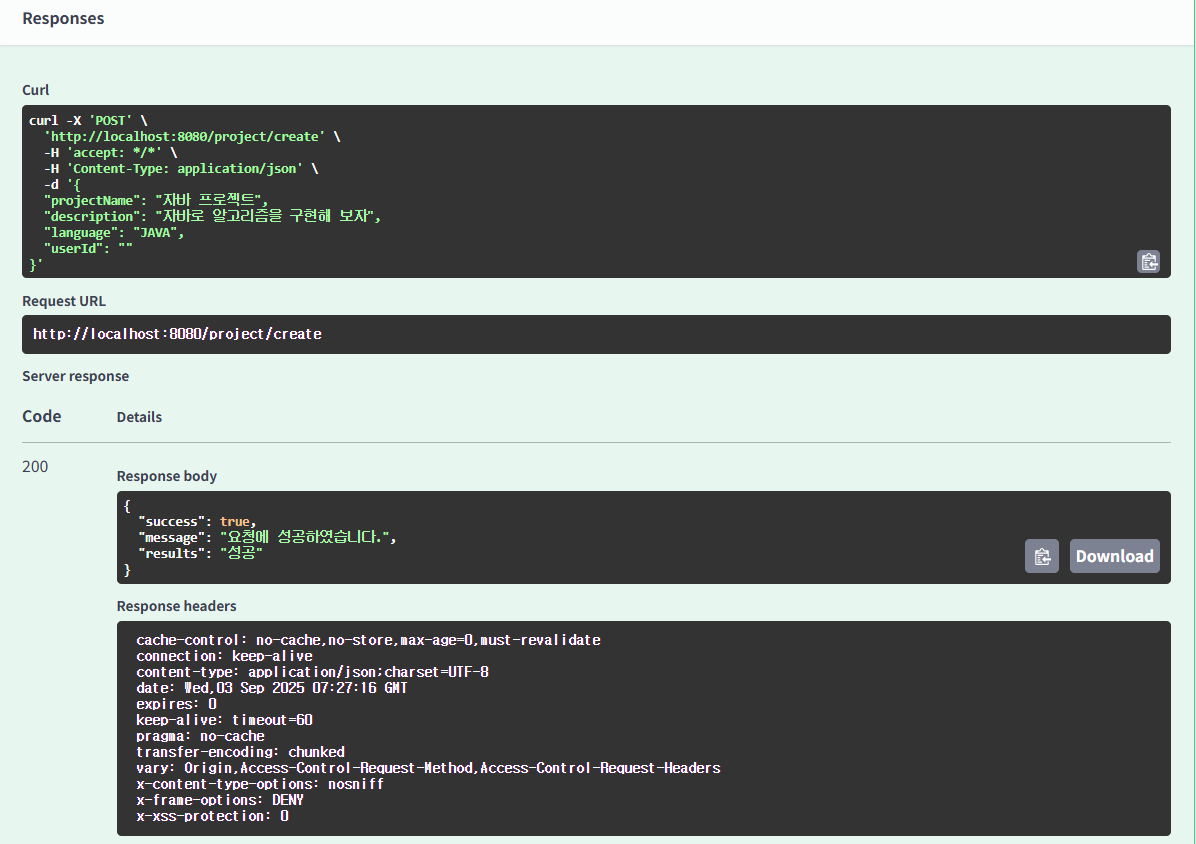 Responses
Curl
curl -X 'POST' \
  'http://localhost:8080/project/create' \
  -H 'accept: */*' \
  -H 'Content-Type: application/json' \
  -d '{
  "projectName": "자바 프로젝트",
  "description": "자바로 알고리즘을 구현해 보자",
  "language": "JAVA",
  "userId": ""
}'
Request URL
http://localhost:8080/project/create
Server response
Code Details
200
Response body
{
  "success": true,
  "message": "요청에 성공하였습니다.",
  "results": "성공"
}
Download
Response headers
cache-control: no-cache,no-store,max-age=0,must-revalidate
connection: keep-alive
content-type: application/json;charset=UTF-8
date: Wed,03 Sep 2025 07:27:16 GMT
expires: 0
keep-alive: timeout=60
pragma: no-cache
transfer-encoding: chunked
vary: Origin,Access-Control-Request-Method,Access-Control-Request-Headers
x-content-type-options: nosniff
x-frame-options: DENY
x-xss-protection: 0